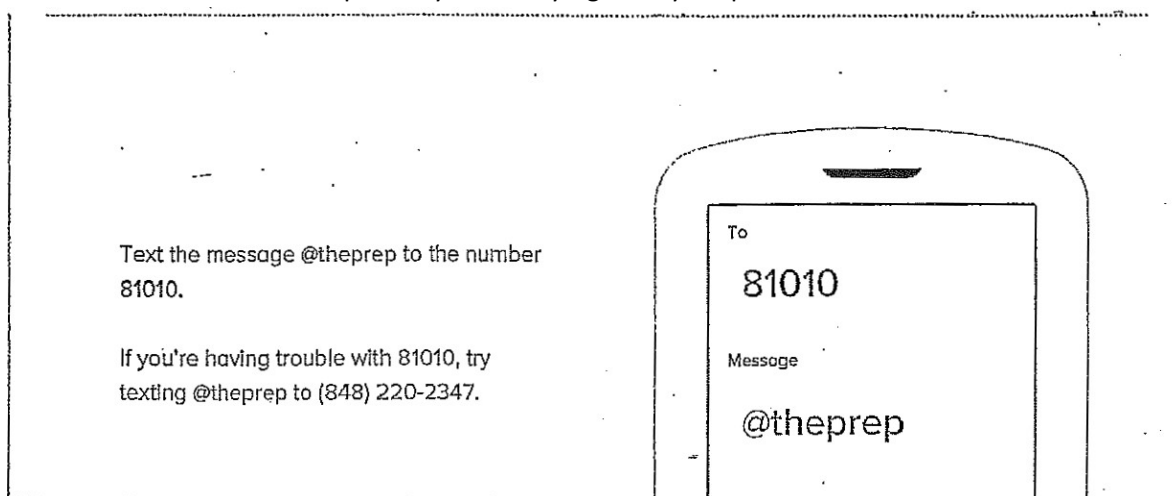 Text the message @theprep to the number
81010.
If you're having trouble with 81010, try
texting @theprep to (848) 220-2347.
To
81010
Message
@theprep